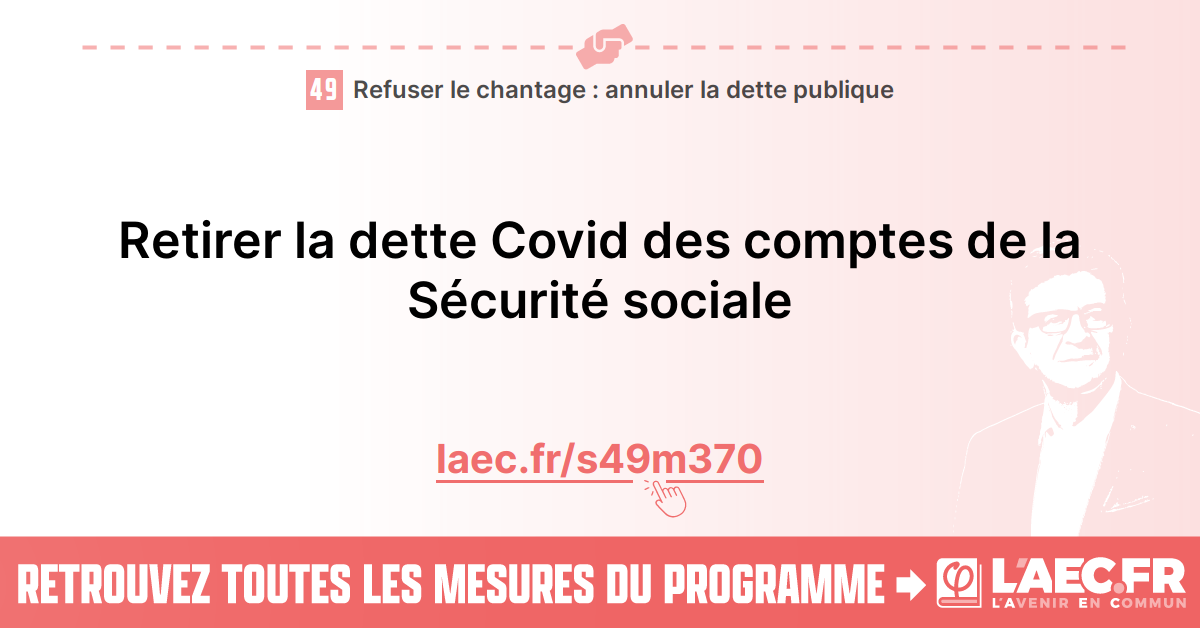 49 Refuser le chantage : annuler la dette publique
Retirer la dette Covid des comptes de la
Sécurité sociale
laec.fr/s49m370
RETROUVEZ TOUTES LES MESURES DU PROGRAMME
L'AEC.FR
L'AVENIR EN COMMUN